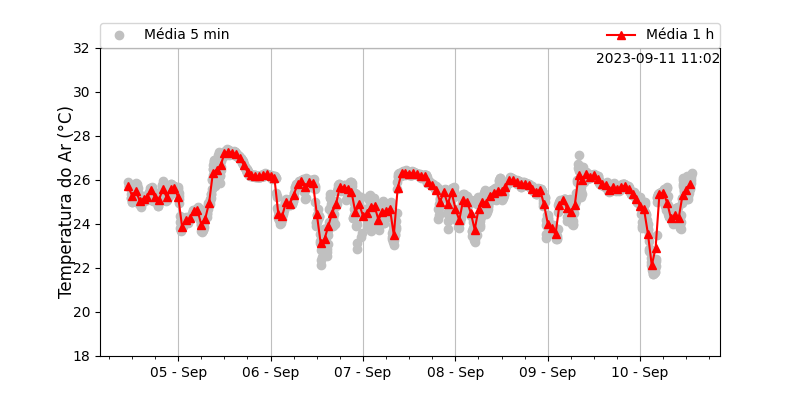 Média 5 min
Média 1 h
2023-09-11 11:02
Temperatura do Ar (°C)
32
30
28
26
24
22
20
18
05 - Sep
06 - Sep
07 - Sep
08 - Sep
09 - Sep
10 - Sep